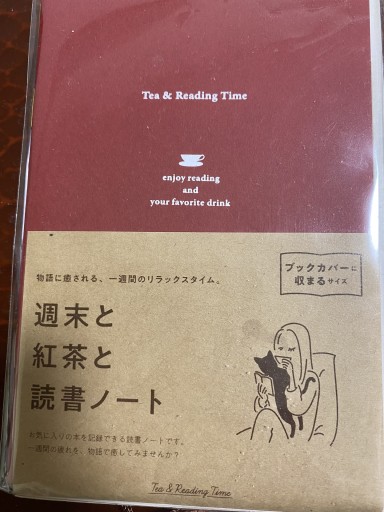 Tea & Reading Time
enjoy reading
and
your favorite drink
物語に癒される、一週間のリラックスタイム。
ブックカバーに
収まるサイズ
週末と
紅茶と
読書ノート
お気に入りの本を記録できる読書ノートです。
一週間の疲れを、物語で癒してみませんか？
Tea & Reading Time